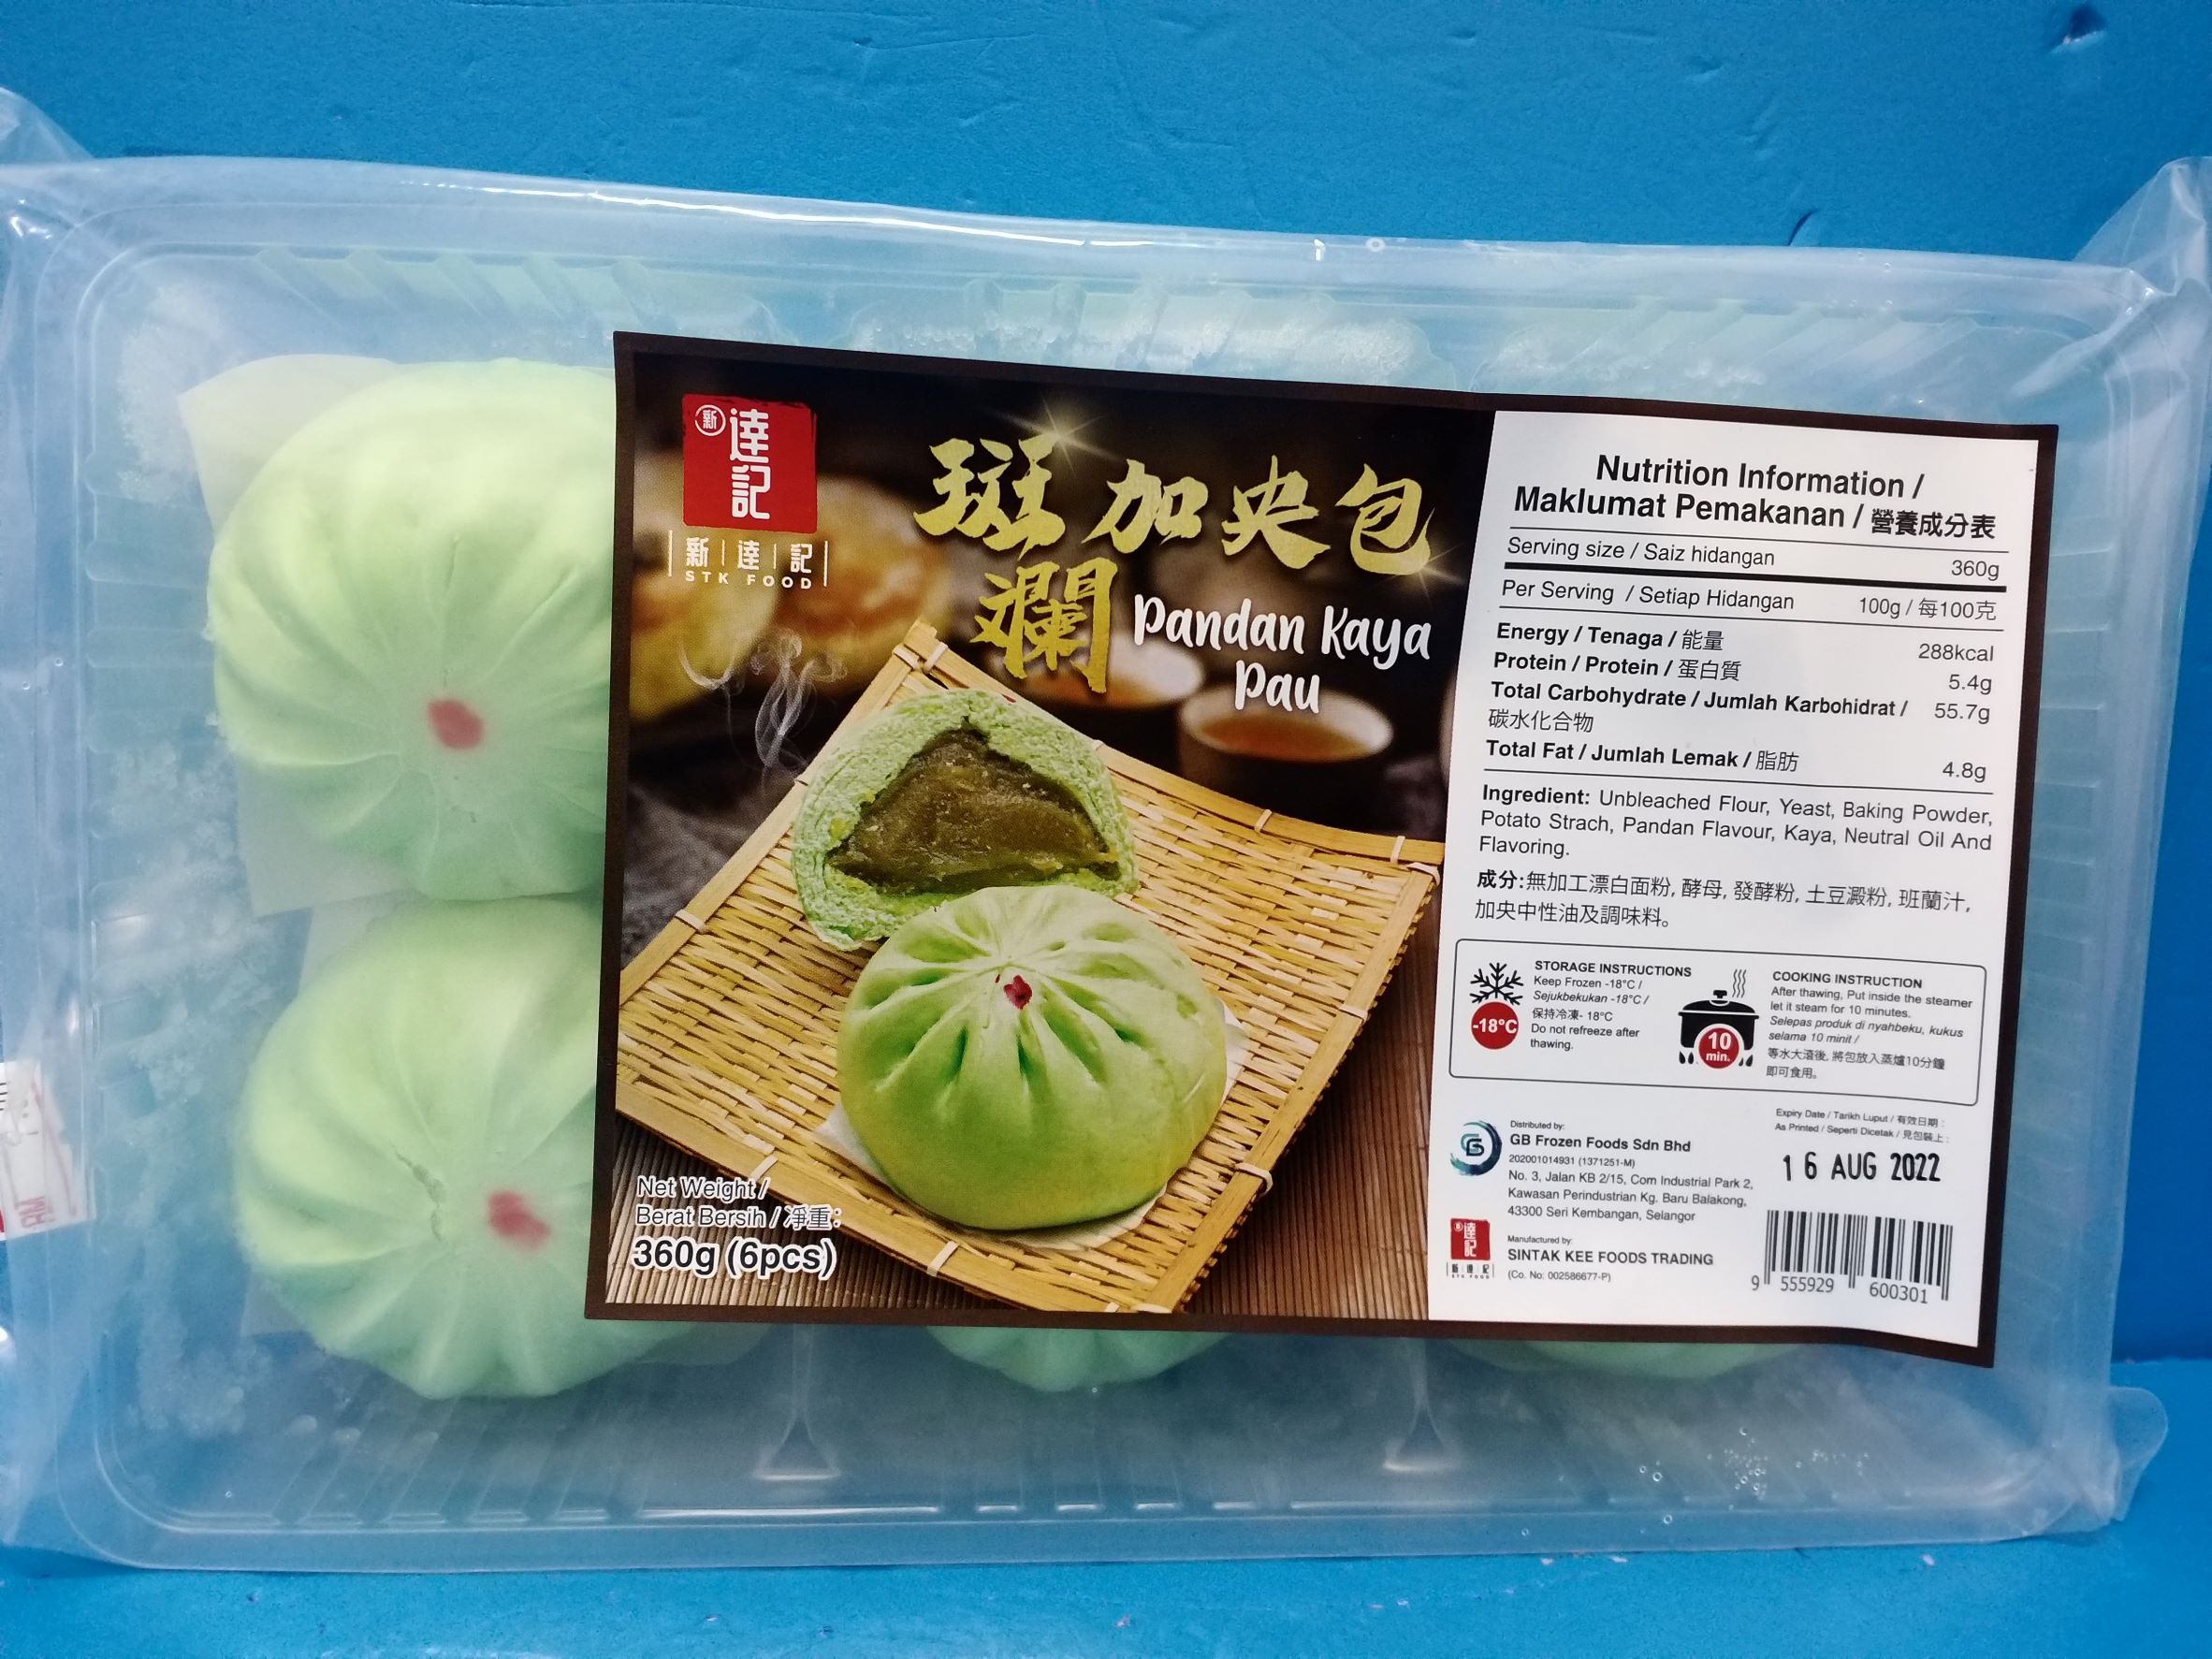 新
達記
新 達 記
STK FOOD
斑斕加央包
Pandan Kaya
Pau
Net Weight /
Berat Bersih / 淨重:
360g (6pcs)
Nutrition Information /
Maklumat Pemakanan / 營養成分表
Serving size / Saiz hidangan 360g
Per Serving / Setiap Hidangan 100g / 每100克
Energy / Tenaga / 能量 288kcal
Protein / Protein / 蛋白質 5.4g
Total Carbohydrate / Jumlah Karbohidrat / 55.7g
碳水化合物
Total Fat / Jumlah Lemak / 脂肪 4.8g
Ingredient: Unbleached Flour, Yeast, Baking Powder,
Potato Strach, Pandan Flavour, Kaya, Neutral Oil And
Flavoring.
成分:無加工漂白面粉, 酵母, 發酵粉, 土豆澱粉, 班蘭汁,
加央中性油及調味料。
-18°C
STORAGE INSTRUCTIONS
Keep Frozen -18°C /
Sejukbekukan -18°C /
保持冷凍- 18°C
Do not refreeze after
thawing.
10
min.
COOKING INSTRUCTION
After thawing, Put inside the steamer
let it steam for 10 minutes.
Selepas produk di nyahbeku, kukus
selama 10 minit /
等水大滾後, 將包放入蒸爐10分鐘
即可食用。
Distributed by:
GB Frozen Foods Sdn Bhd
202001014931 (1371251-M)
No. 3, Jalan KB 2/15, Com Industrial Park 2,
Kawasan Perindustrian Kg. Baru Balakong,
43300 Seri Kembangan, Selangor
Expiry Date / Tarikh Luput / 有效日期 :
As Printed / Seperti Dicetak / 見包裝上 :
16 AUG 2022
達記
新 達 記
STK FOOD
Manufactured by:
SINTAK KEE FOODS TRADING
(Co. No: 002586677-P)
9 555929 600301